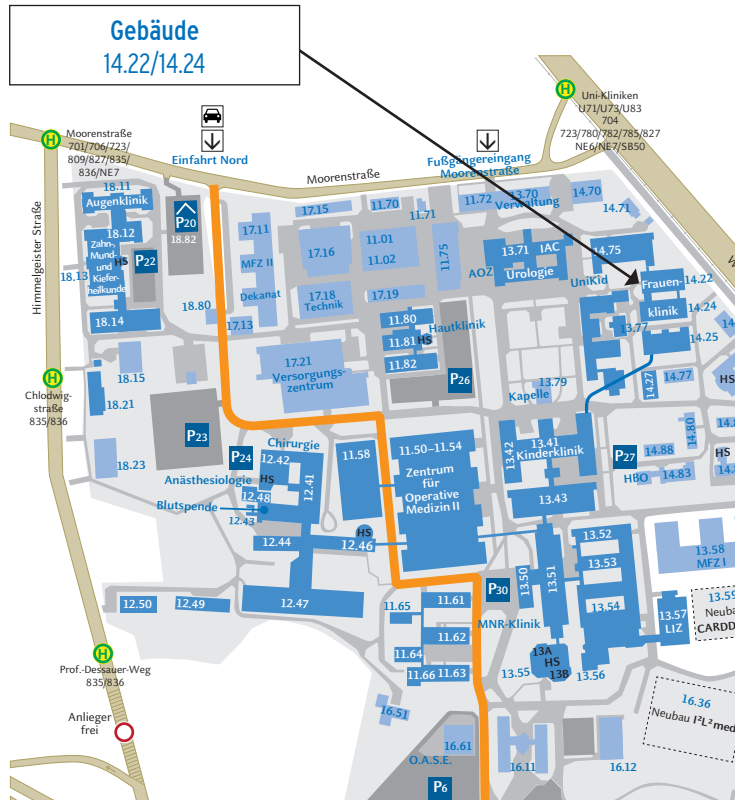 Gebäude
14.22/14.24
Uni-Kliniken
U71/U73/U83
704
723/780/782/785/827
NE6/NE7/SB50
H
H
Moorenstraße
701/706/723/
809/827/835/
836/NE7
Einfahrt Nord
Moorenstraße
Fußgängereingang
Moorenstraße
Himmelgeister Straße
18.11
Augenklinik
18.12
Zahn-,
Mund-
und
Kiefer-
heilkunde
HS
P22
18.13
18.14
P20
18.82
18.80
17.11
MFZ II
Dekanat
17.13
17.15
17.16
17.18
Technik
11.70
11.71
11.01
11.02
17.19
11.75
11.72
13.70
Verwaltung
14.70
14.71
13.71
IAC
Urologie
AOZ
14.75
UniKid
Frauen-
klinik
14.22
14.24
14.25
13.77
11.80
11.81
HS
11.82
Hautklinik
P26
17.21
Versorgungs-
zentrum
18.15
18.21
18.23
H
Chlodwig-
straße
835/836
P23
P24
Kapelle
13.79
14.27
14.77
HS
14.80
14.88
HBO
14.83
HS
P27
13.42
13.41
Kinderklinik
13.43
Chirurgie
12.42
12.41
Anästhesiologie
HS
12.48
Blutspende
12.43
12.44
HS
12.46
11.58
11.50–11.54
Zentrum
für
Operative
Medizin II
12.50
12.49
12.47
13.52
13.53
13.54
13.50
13.51
P30
MNR-Klinik
13A
HS
13B
13.55
13.56
13.57
LIZ
13.58
MFZ I
13.59
Neuba
CARDD
11.61
11.65
11.62
11.64
11.66
11.63
H
Prof.-Dessauer-Weg
835/836
Anlieger
frei
16.51
16.61
O.A.S.E.
P6
16.11
16.12
16.36
Neubau I²L²med